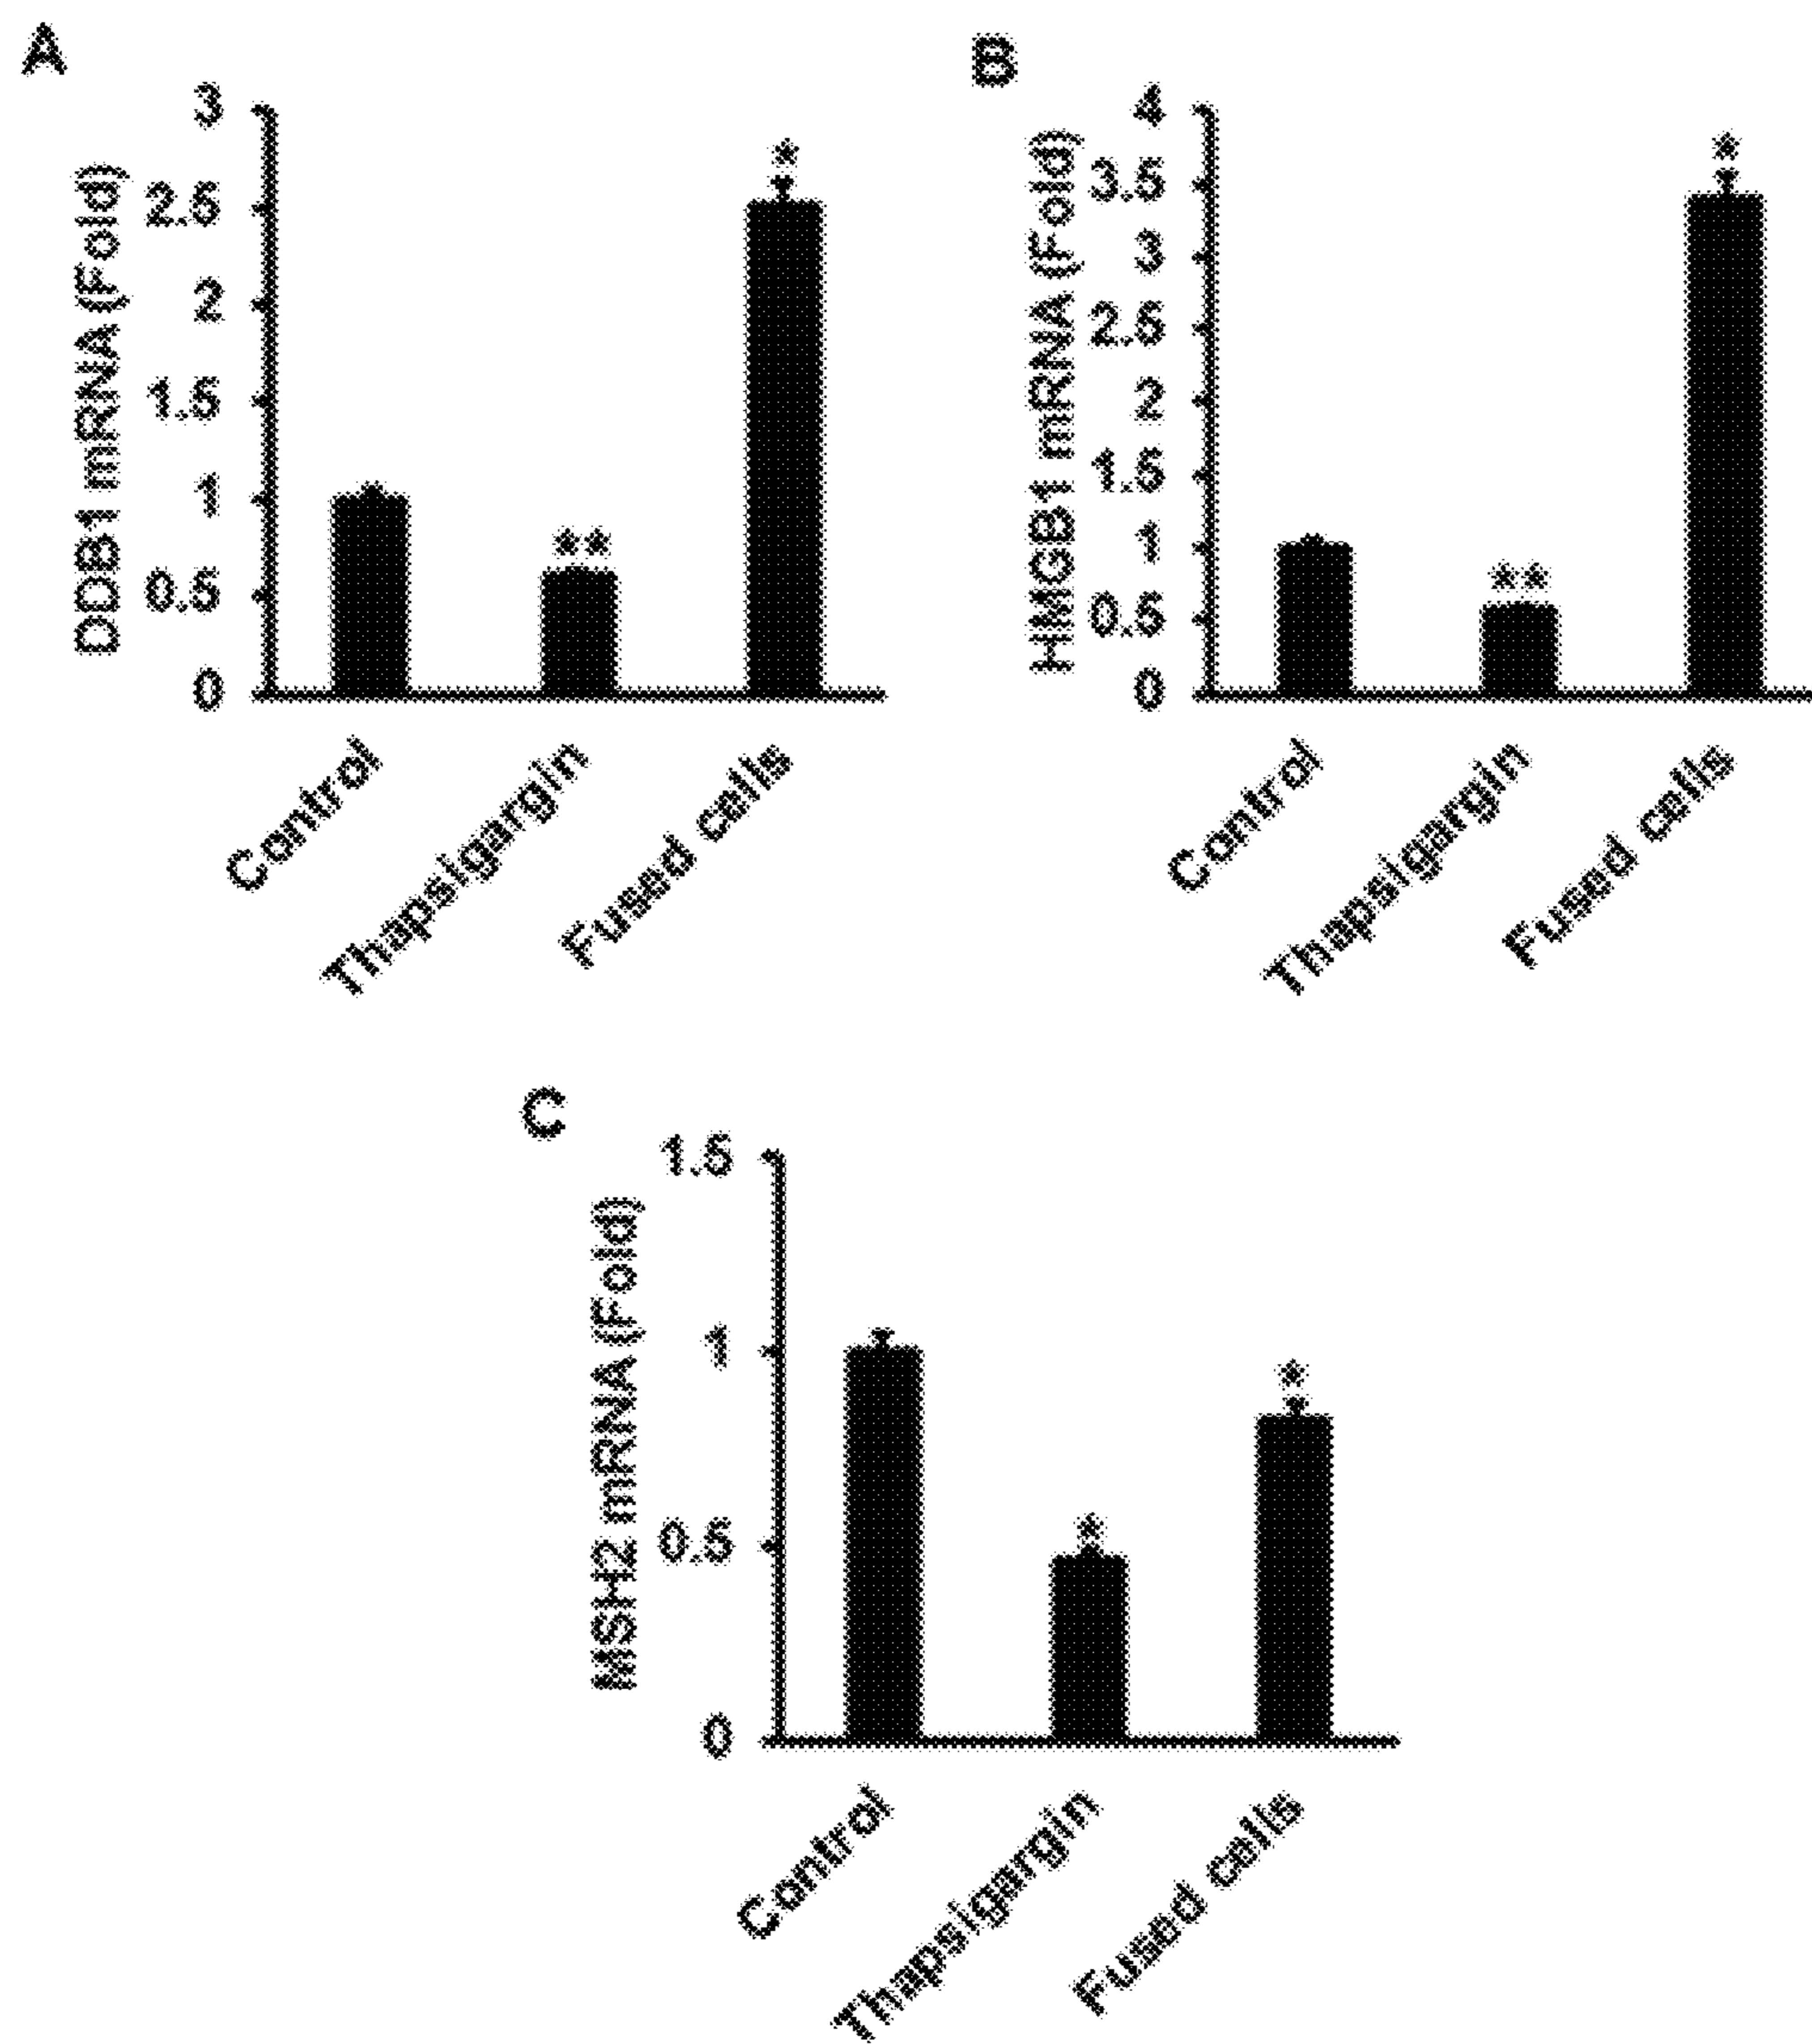 A
DDB1 mRNA (Fold)
3
2.5
2
1.5
1
0.5
0
*
**
Control
Thapsigargin
Fused cells
B
HMGB1 mRNA (Fold)
4
3.5
3
2.5
2
1.5
1
0.5
0
*
**
Control
Thapsigargin
Fused cells
C
MSH2 mRNA (Fold)
1.5
1
0.5
0
*
*
Control
Thapsigargin
Fused cells